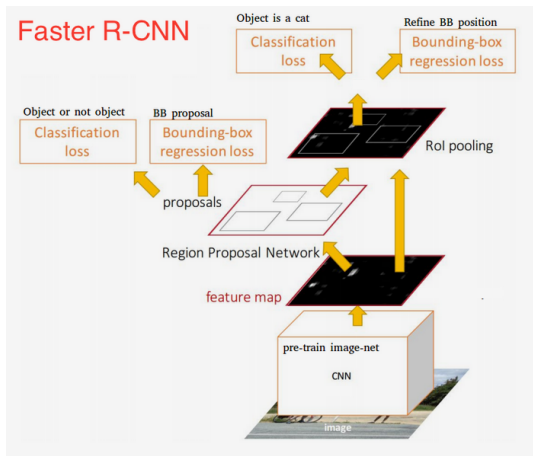 Faster R-CNN
Object is a cat
Classification
loss
Refine BB position
Bounding-box
regression loss
Object or not object
Classification
loss
BB proposal
Bounding-box
regression loss
RoI pooling
proposals
Region Proposal Network
feature map
pre-train image-net
CNN
image